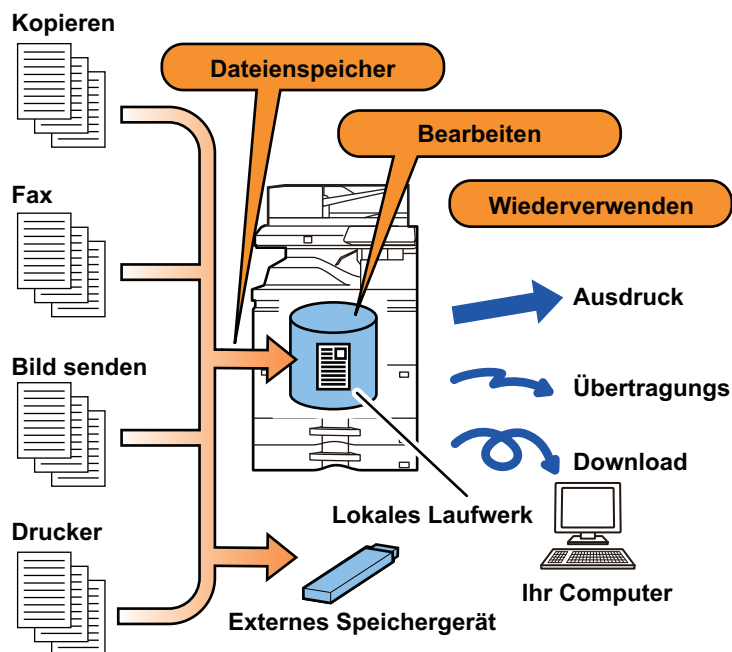 Kopieren
Dateienspeicher
Bearbeiten
Fax
Wiederverwenden
Ausdruck
Bild senden
Übertragungs
Download
Lokales Laufwerk
Drucker
Ihr Computer
Externes Speichergerät